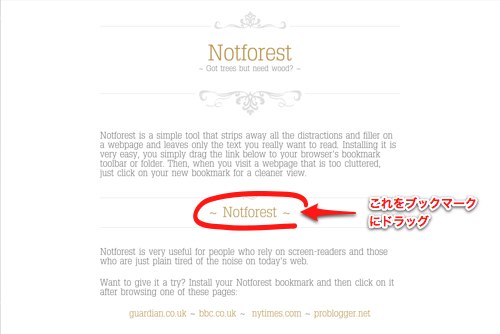 Notforest
~ Got trees but need wood? ~
Notforest is a simple tool that strips away all the distractions and filler on
a webpage and leaves only the text you really want to read. Installing it is
very easy, you simply drag the link below to your browser's bookmark
toolbar or folder. Then, when you visit a webpage that is too cluttered,
just click on your new bookmark for a cleaner view.
~ Notforest ~
これをブックマーク
にドラッグ
Notforest is very useful for people who rely on screen-readers and those
who are just plain tired of the noise on today's web.
Want to give it a try? Install your Notforest bookmark and then click on it
after browsing one of these pages:
guardian.co.uk ~ bbc.co.uk ~ nytimes.com ~ problogger.net